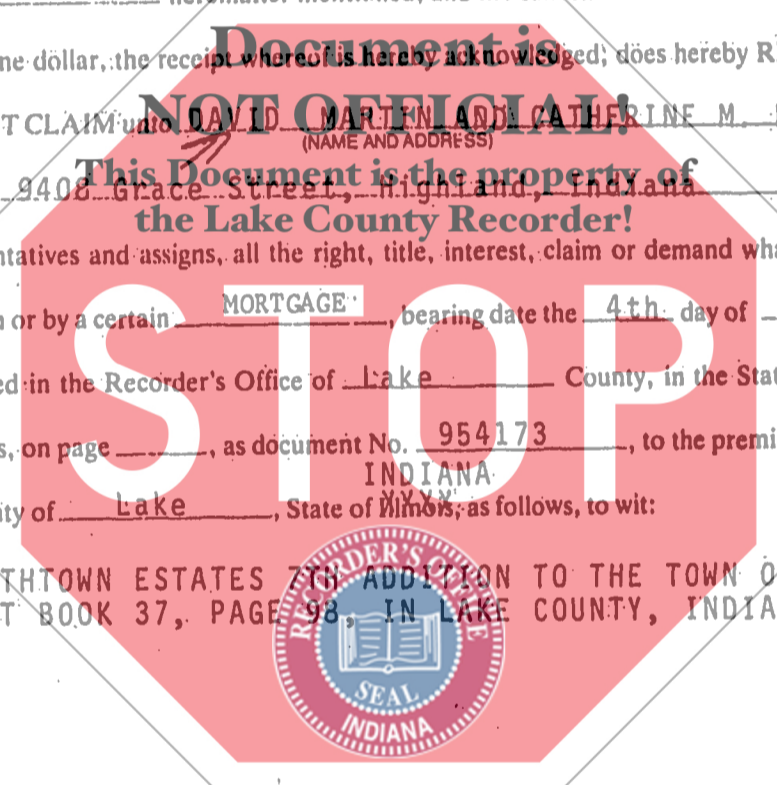 ne dollar, the receipt whereof is hereby acknowledged, does hereby R
Document is
T CLAIM unto DAVID MARTIN AND CATHERINE M.
NOT OFFICIAL!
(NAME AND ADDRESS)
This Document is the property of
9408 Grace Street, Highland, Indiana
the Lake County Recorder!
ntatives and assigns, all the right, title, interest, claim or demand wha
STOP
or by a certain MORTGAGE, bearing date the 4th day of
ed in the Recorder's Office of Lake County, in the Stat
s, on page, as document No. 954173, to the premi
INDIANA
ty of Lake, State of Illinois, as follows, to wit:
THTOWN ESTATES 7TH ADDITION TO THE TOWN O
T BOOK 37, PAGE 98, IN LAKE COUNTY, INDIA
RECORDER'S OFFICE
SEAL
INDIANA